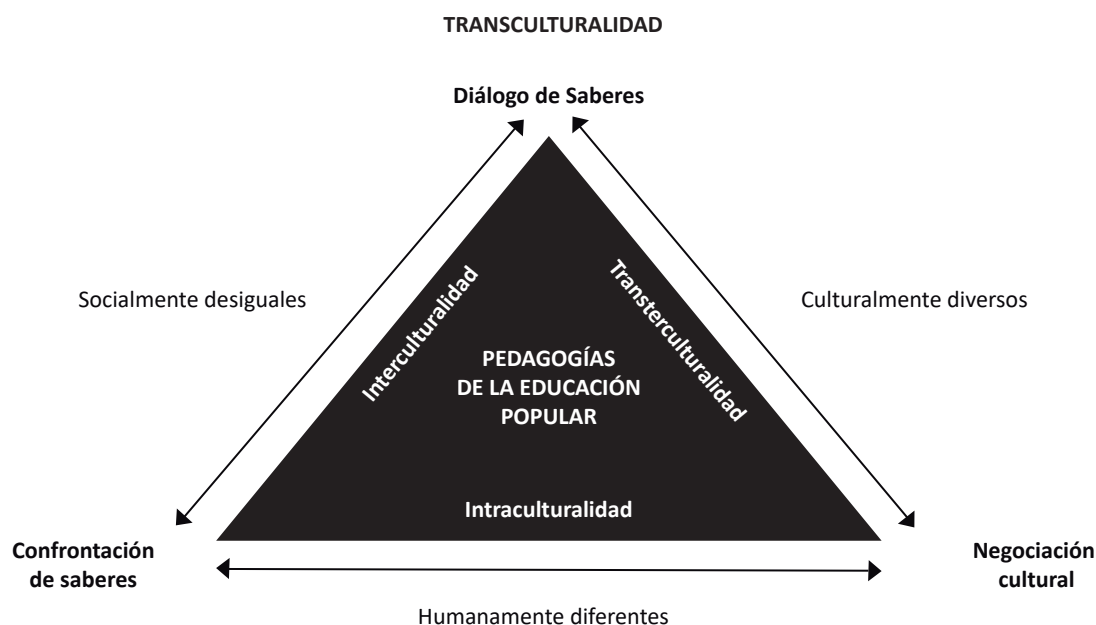 TRANSCULTURALIDAD
Diálogo de Saberes
Socialmente desiguales
Interculturalidad
Transterculturalidad
Culturalmente diversos
PEDAGOGÍAS
DE LA EDUCACIÓN
POPULAR
Intraculturalidad
Confrontación
de saberes
Negociación
cultural
Humanamente diferentes